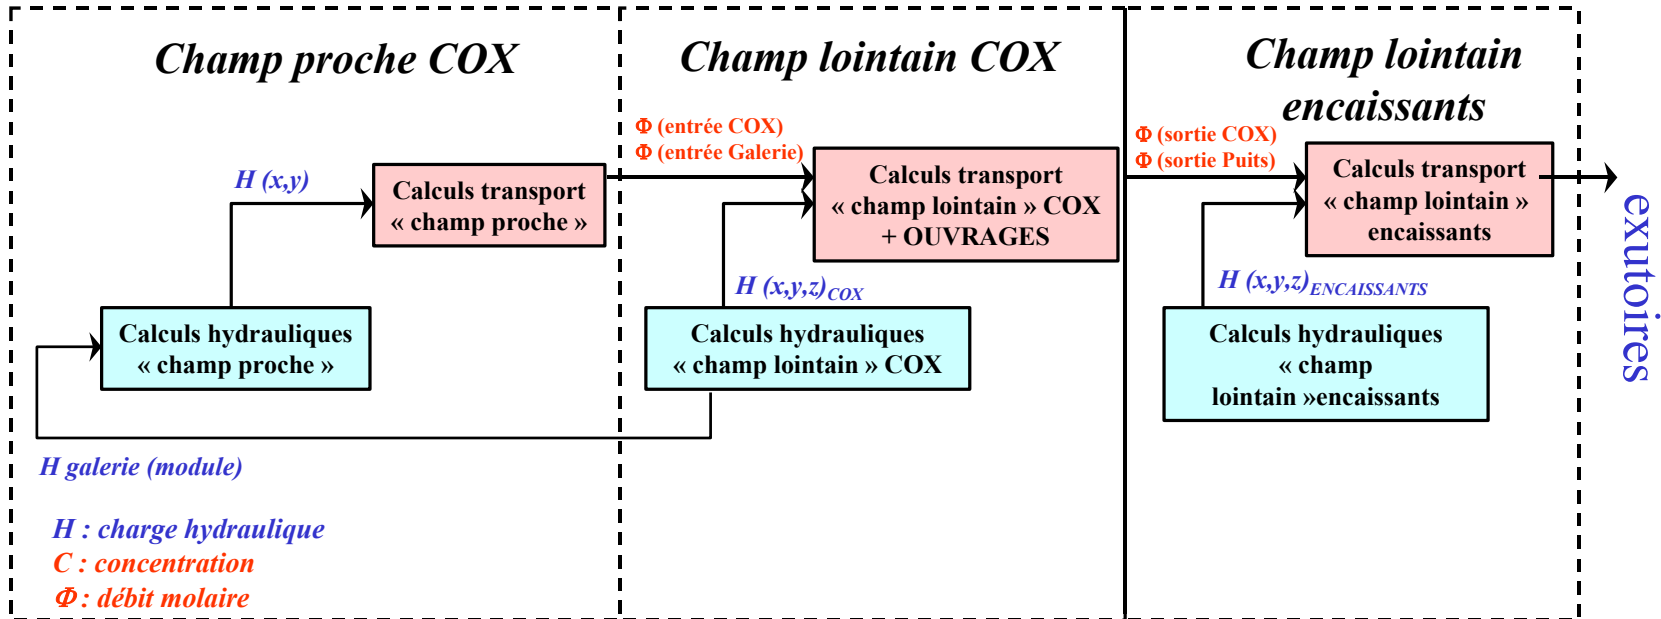 Champ proche COX
H (x,y)
Calculs transport
« champ proche »
Calculs hydrauliques
« champ proche »
H galerie (module)
H : charge hydraulique
C : concentration
Φ : débit molaire
Champ lointain COX
Φ (entrée COX)
Φ (entrée Galerie)
Calculs transport
« champ lointain » COX
+ OUVRAGES
H (x,y,z)COX
Calculs hydrauliques
« champ lointain » COX
Champ lointain
encaissants
Φ (sortie COX)
Φ (sortie Puits)
Calculs transport
« champ lointain »
encaissants
H (x,y,z)ENCAISSANTS
Calculs hydrauliques
« champ
lointain »encaissants
exutoires